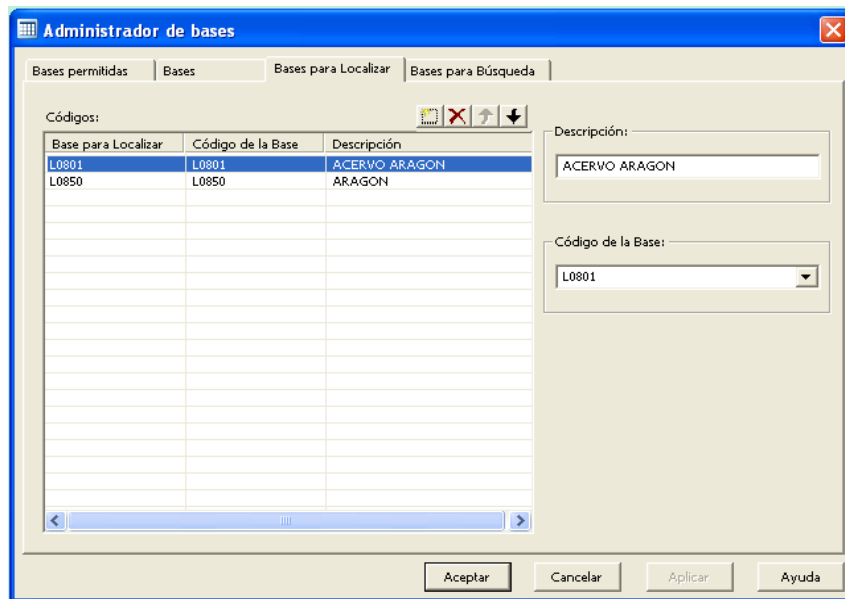 Administrador de bases
Bases permitidas Bases Bases para Localizar Bases para Búsqueda
Códigos:
Base para Localizar Código de la Base Descripción
L0801 L0801 ACERVO ARAGON
L0850 L0850 ARAGON
Descripción:
ACERVO ARAGON
Código de la Base:
L0801
Aceptar Cancelar Aplicar Ayuda